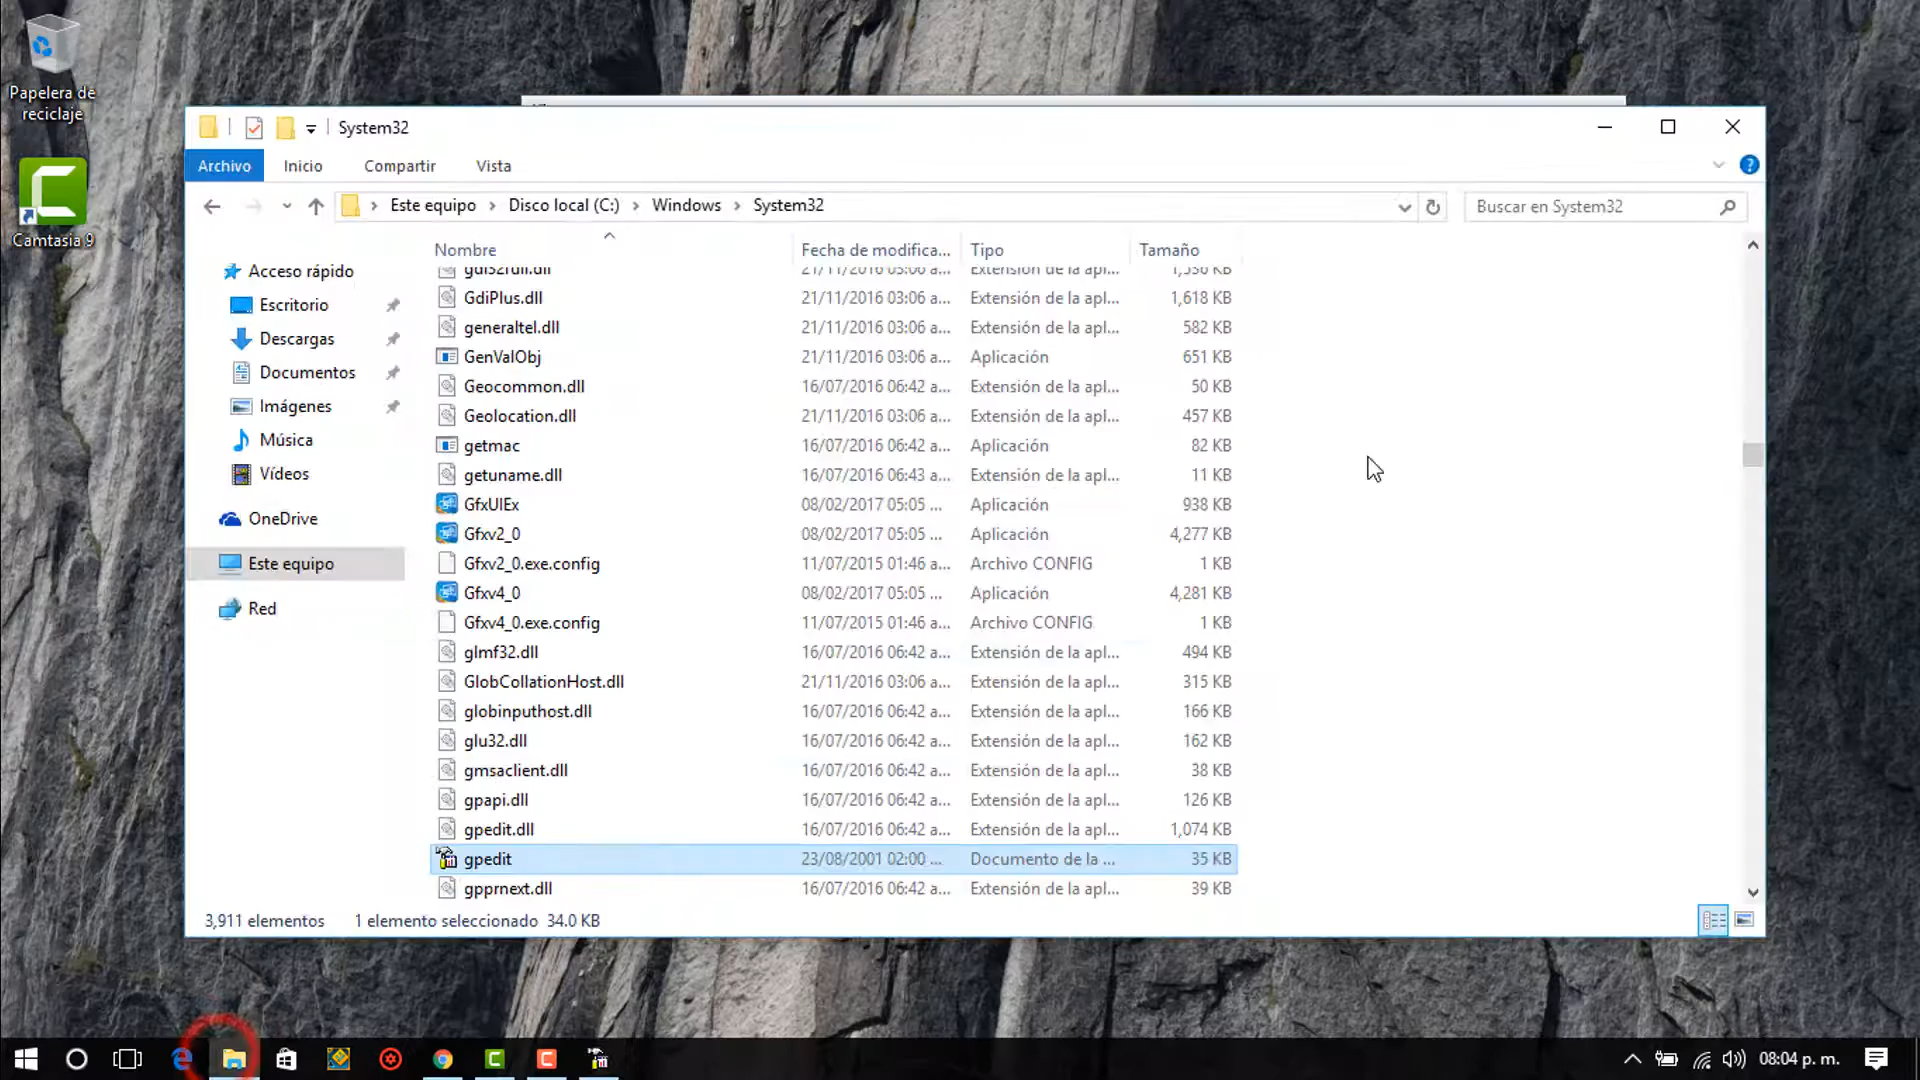 Papelera de
reciclaje
Camtasia 9
System32
Archivo Inicio Compartir Vista
Este equipo Disco local (C:) Windows System32
Buscar en System32
Nombre Fecha de modifica... Tipo Tamaño
Acceso rápido
Escritorio
Descargas
Documentos
Imágenes
Música
Vídeos
OneDrive
Este equipo
Red
gdi32full.dll 21/11/2016 03:06 a... Extensión de la apl... 1,536 KB
GdiPlus.dll 21/11/2016 03:06 a... Extensión de la apl... 1,618 KB
generaltel.dll 21/11/2016 03:06 a... Extensión de la apl... 582 KB
GenValObj 21/11/2016 03:06 a... Aplicación 651 KB
Geocommon.dll 16/07/2016 06:42 a... Extensión de la apl... 50 KB
Geolocation.dll 21/11/2016 03:06 a... Extensión de la apl... 457 KB
getmac 16/07/2016 06:42 a... Aplicación 82 KB
getuname.dll 16/07/2016 06:43 a... Extensión de la apl... 11 KB
GfxUIEx 08/02/2017 05:05 ... Aplicación 938 KB
Gfxv2_0 08/02/2017 05:05 ... Aplicación 4,277 KB
Gfxv2_0.exe.config 11/07/2015 01:46 a... Archivo CONFIG 1 KB
Gfxv4_0 08/02/2017 05:05 ... Aplicación 4,281 KB
Gfxv4_0.exe.config 11/07/2015 01:46 a... Archivo CONFIG 1 KB
glmf32.dll 16/07/2016 06:42 a... Extensión de la apl... 494 KB
GlobCollationHost.dll 21/11/2016 03:06 a... Extensión de la apl... 315 KB
globinputhost.dll 16/07/2016 06:42 a... Extensión de la apl... 166 KB
glu32.dll 16/07/2016 06:42 a... Extensión de la apl... 162 KB
gmsaclient.dll 16/07/2016 06:42 a... Extensión de la apl... 38 KB
gpapi.dll 16/07/2016 06:42 a... Extensión de la apl... 126 KB
gpedit.dll 16/07/2016 06:42 a... Extensión de la apl... 1,074 KB
gpedit 23/08/2001 02:00 ... Documento de la ... 35 KB
gpprnext.dll 16/07/2016 06:42 a... Extensión de la apl... 39 KB
3,911 elementos 1 elemento seleccionado 34.0 KB
08:04 p. m.